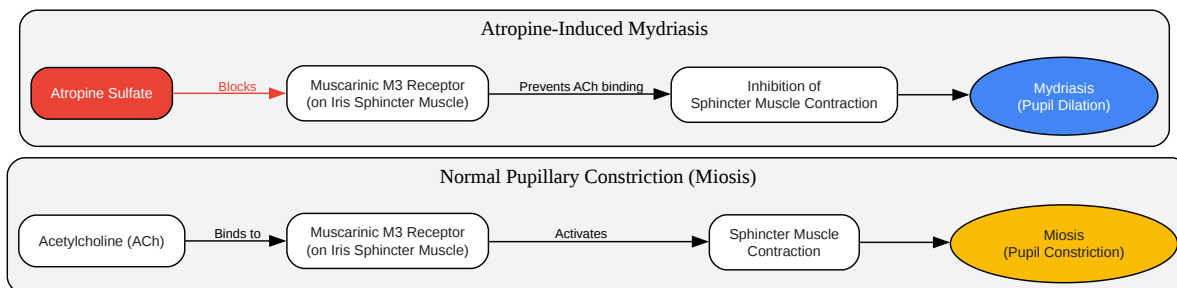 Atropine-Induced Mydriasis
Atropine Sulfate
Blocks
Muscarinic M3 Receptor
(on Iris Sphincter Muscle)
Prevents ACh binding
Inhibition of
Sphincter Muscle Contraction
Mydriasis
(Pupil Dilation)
Normal Pupillary Constriction (Miosis)
Acetylcholine (ACh)
Binds to
Muscarinic M3 Receptor
(on Iris Sphincter Muscle)
Activates
Sphincter Muscle
Contraction
Miosis
(Pupil Constriction)